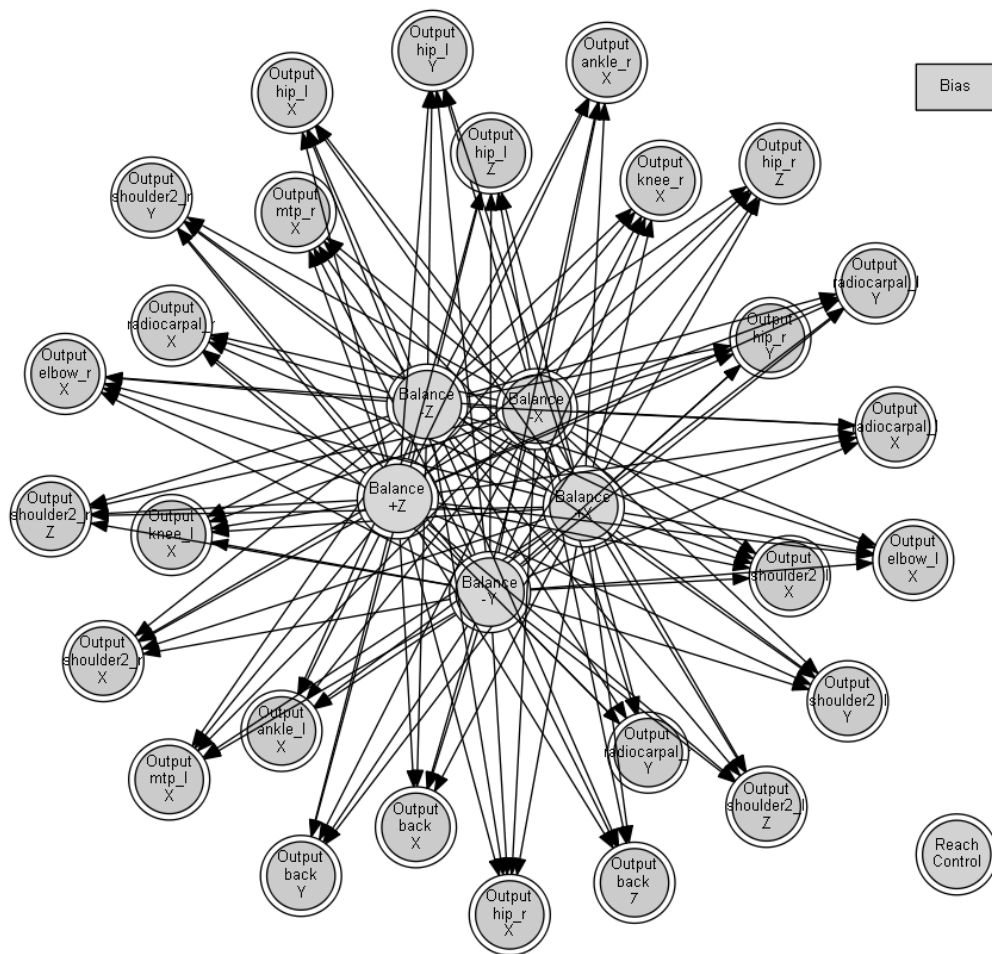 Output
hip_l
Y
Output
ankle_r
X
Output
hip_l
X
Bias
Output
hip_l
Z
Output
hip_r
Z
Output
knee_r
X
Output
shoulder2_r
Y
Output
mtp_r
X
Output
radiocarpal_l
Y
Output
radiocarpal_r
X
Output
hip_r
Y
Output
elbow_r
X
Balance
-Z
Balance
-X
Output
radiocarpal_l
X
Balance
+Z
Balance
+X
Output
shoulder2_r
Z
Output
knee_l
X
Output
elbow_l
X
Output
shoulder2_l
X
Balance
-Y
Output
shoulder2_r
X
Output
shoulder2_l
Y
Output
ankle_l
X
Output
Y
Output
mtp_l
X
Output
shoulder2_l
Z
Output
back
X
Reach
Control
Output
back
Y
Output
back
Z
Output
hip_r
X